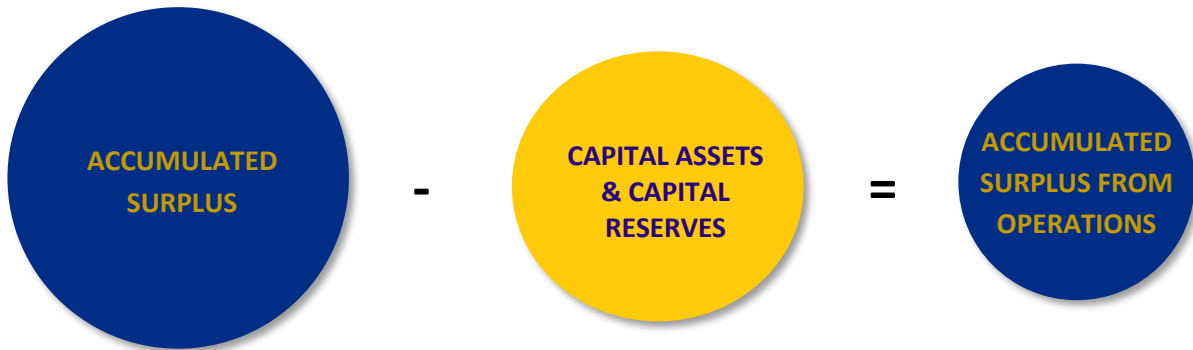 ACCUMULATED
SURPLUS
-
CAPITAL ASSETS
& CAPITAL
RESERVES
=
ACCUMULATED
SURPLUS FROM
OPERATIONS